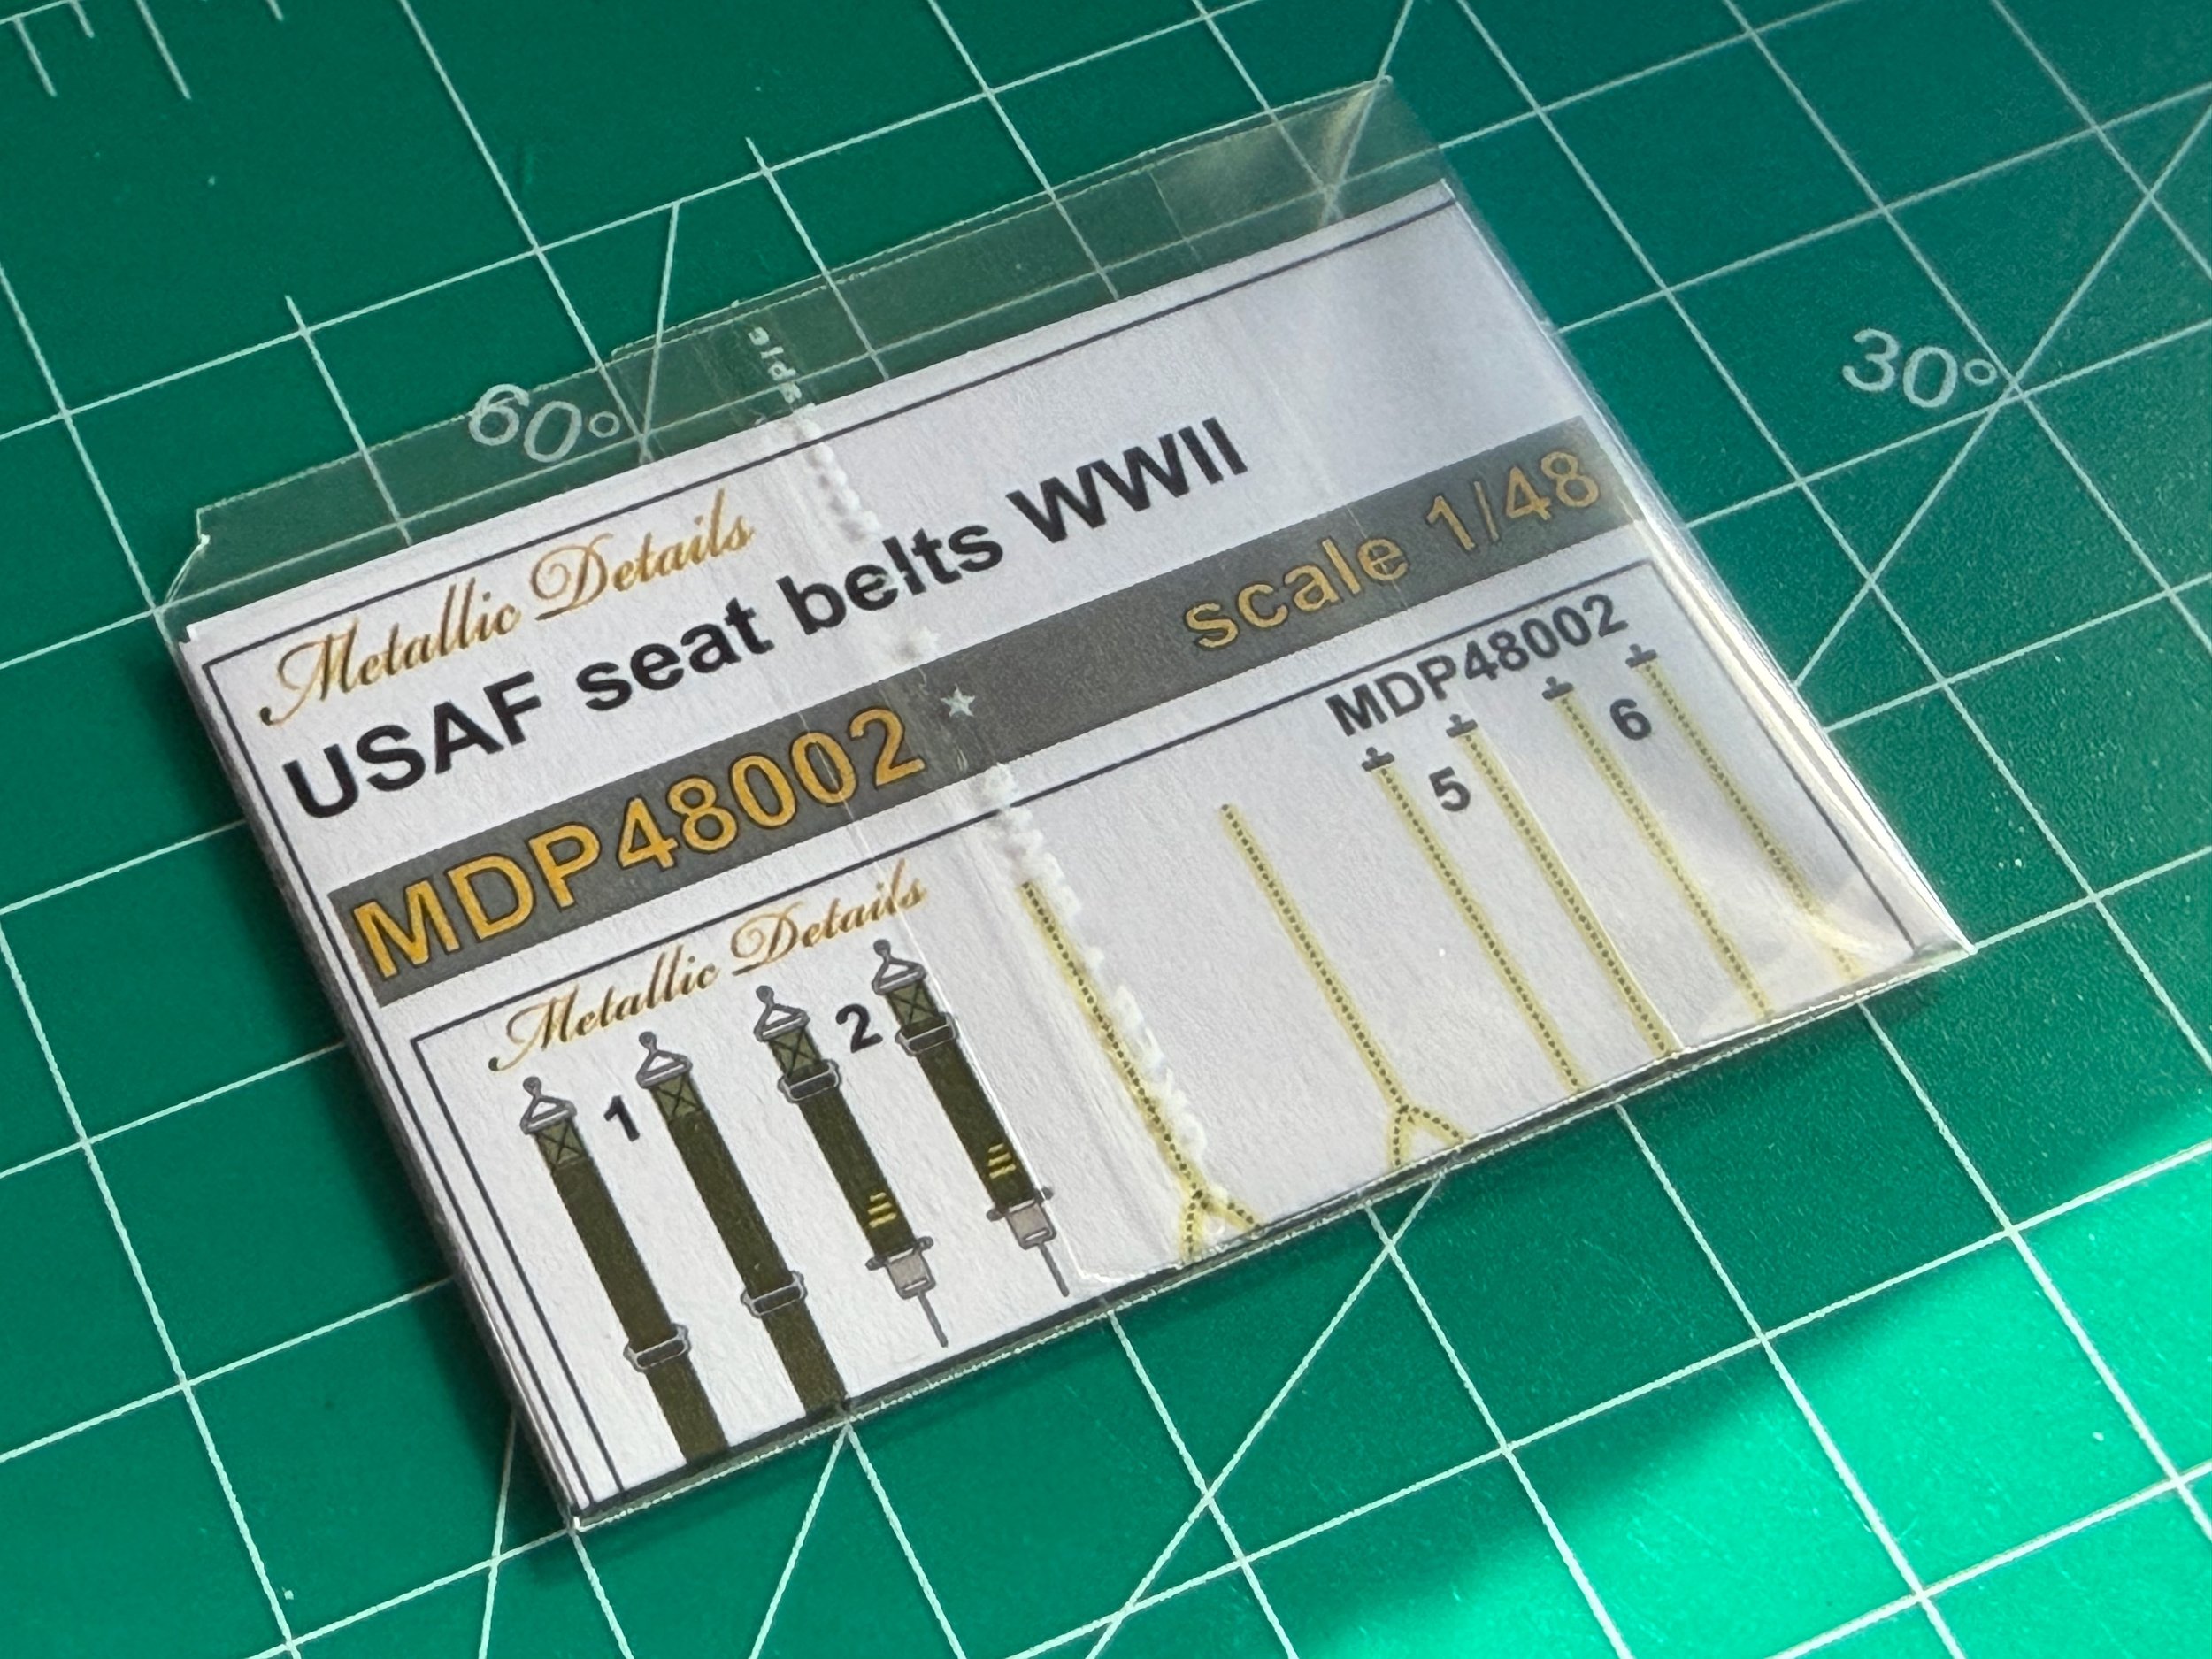 60°
30°
Metallic Details
USAF seat belts WWII
MDP48002 scale 1/48
Metallic Details
MDP48002
1
2
5
6